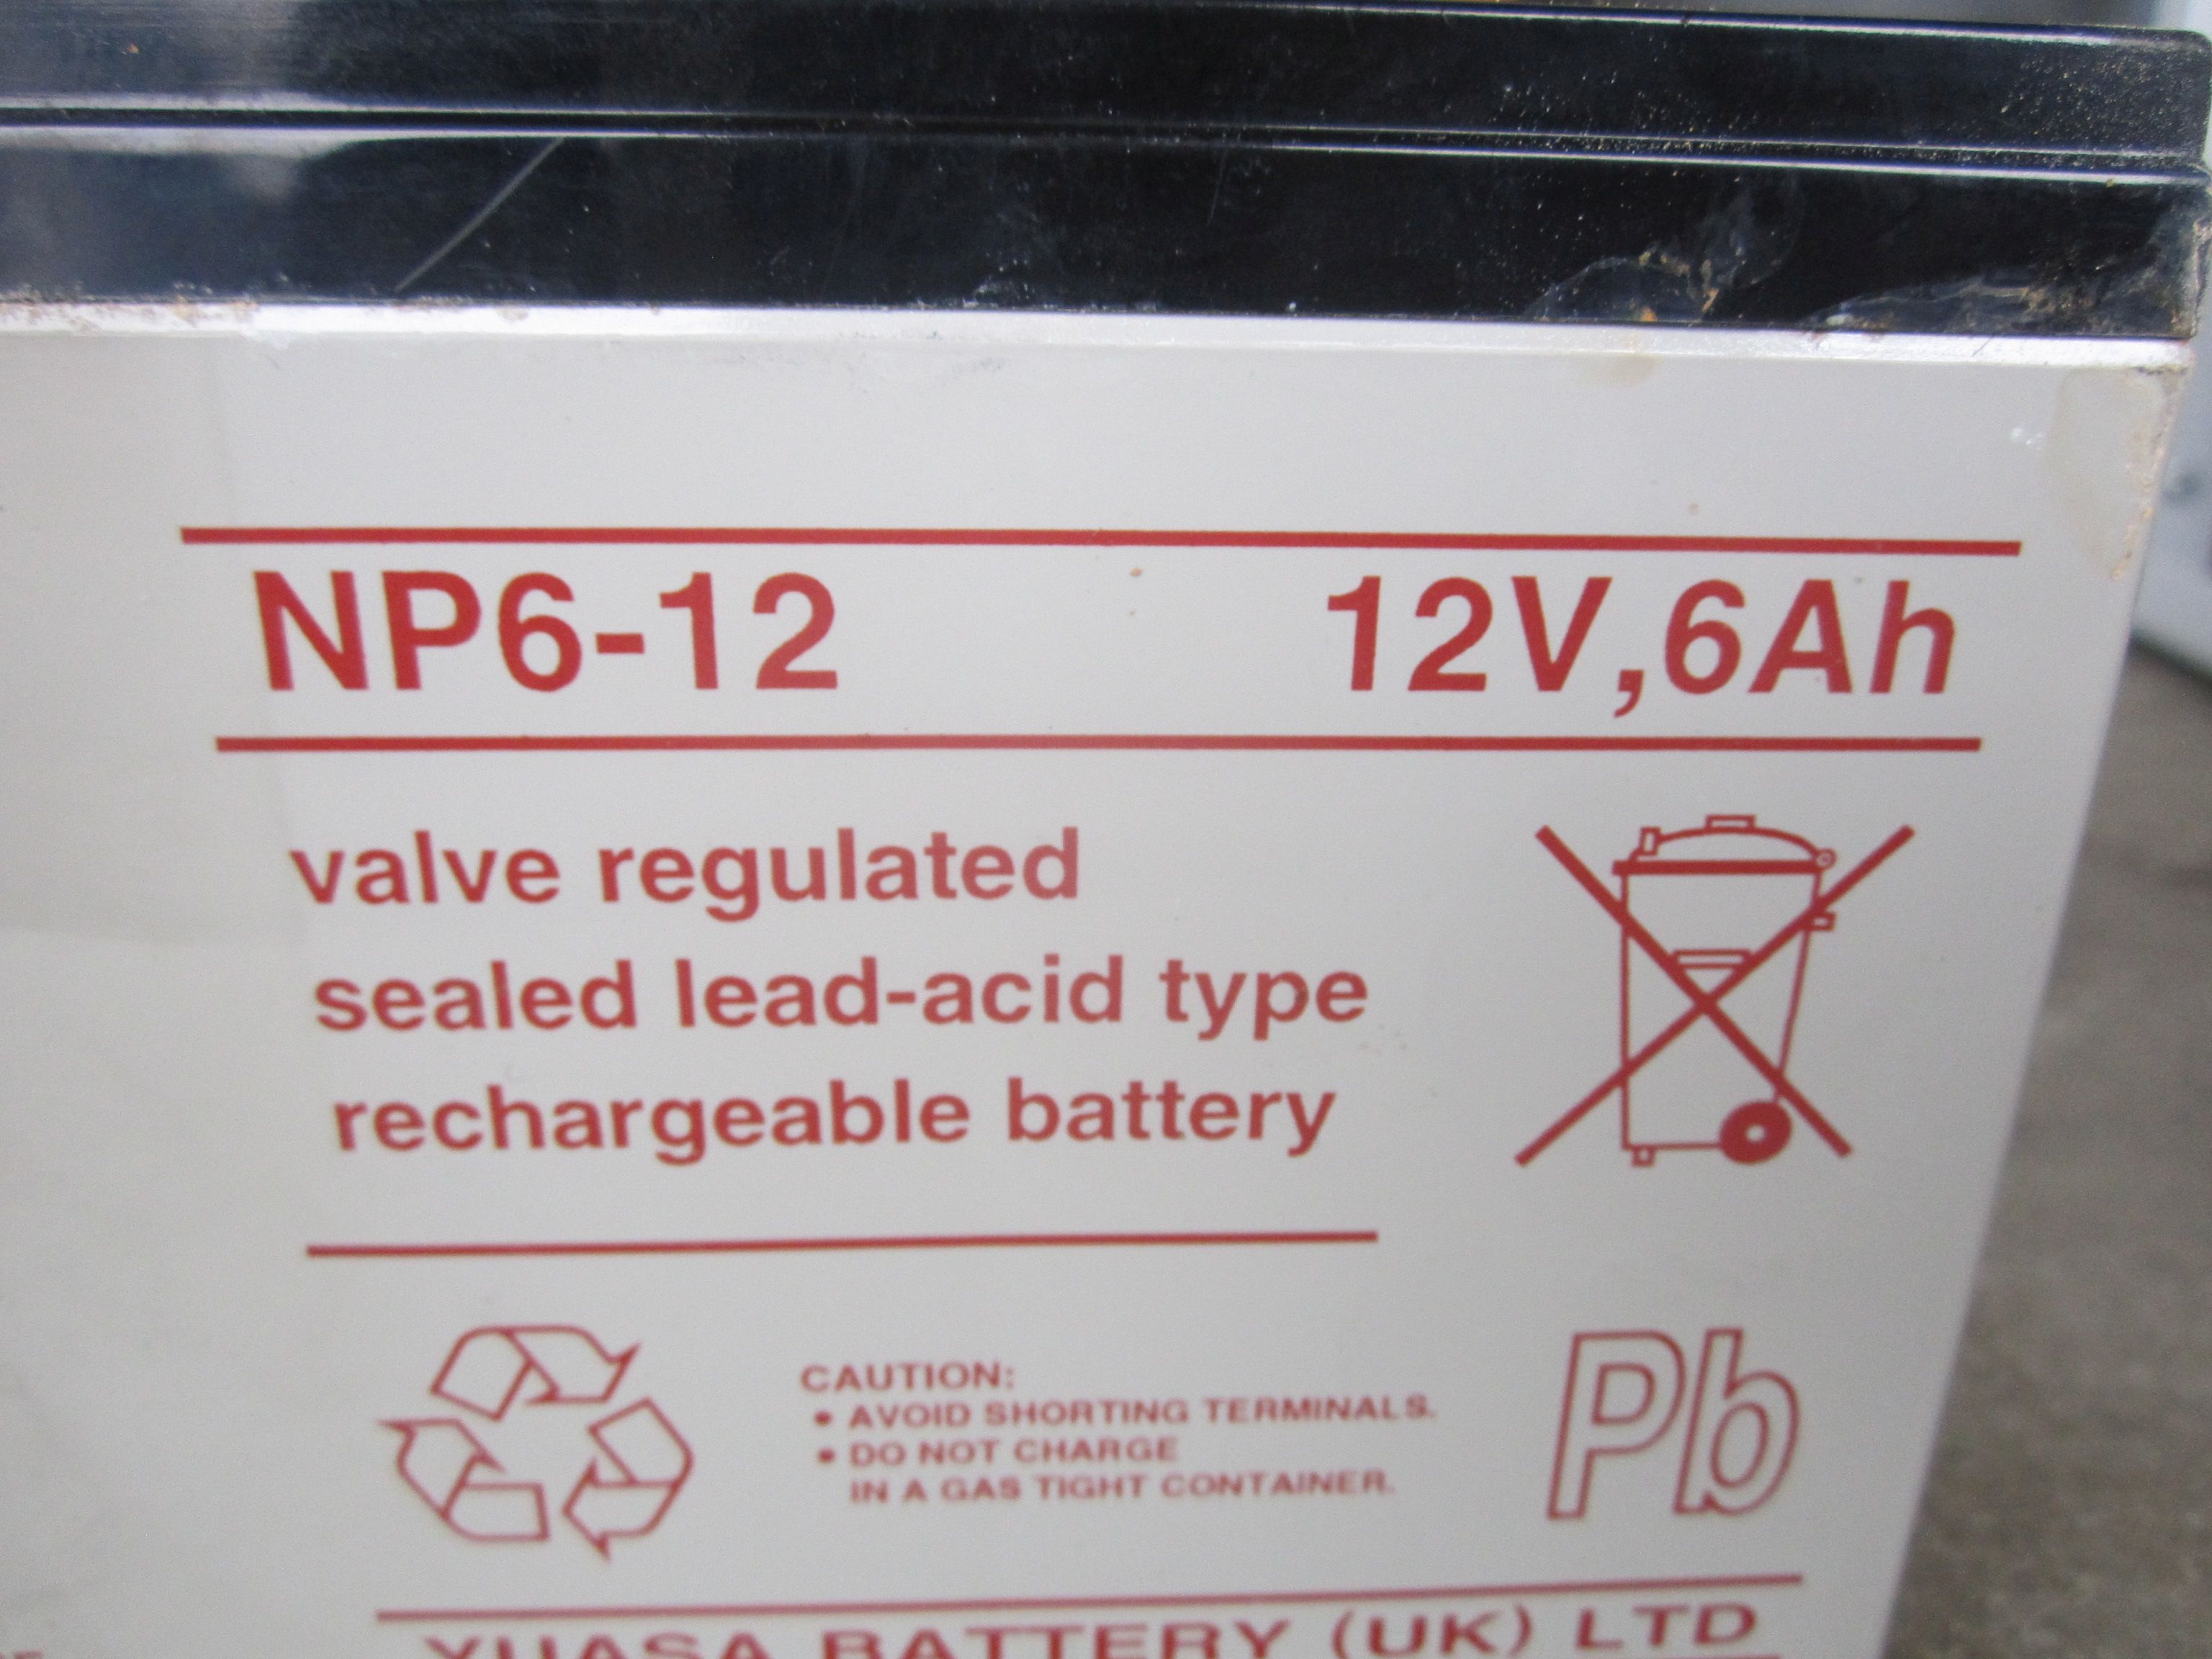 NP6-12 12V,6Ah
valve regulated
sealed lead-acid type
rechargeable battery
CAUTION:
• AVOID SHORTING TERMINALS.
• DO NOT CHARGE
IN A GAS TIGHT CONTAINER.
Pb
YUASA BATTERY (UK) LTD